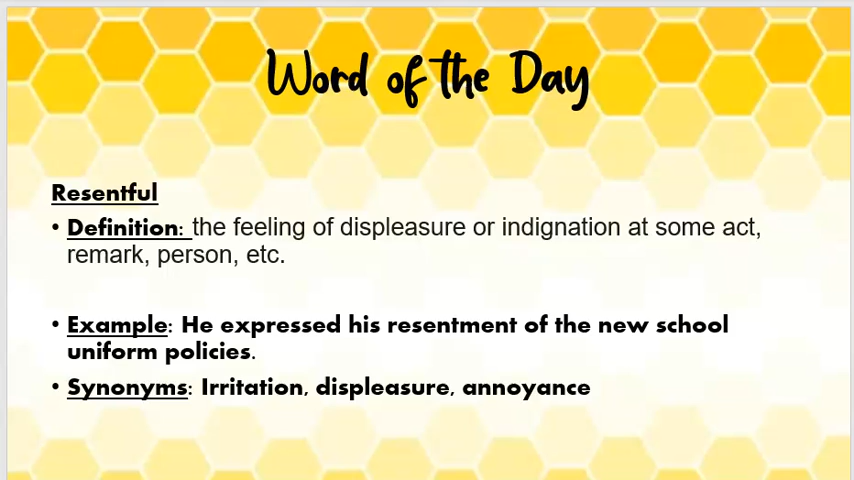 Word of the Day
Resentful
• Definition: the feeling of displeasure or indignation at some act,
remark, person, etc.
• Example: He expressed his resentment of the new school
uniform policies.
• Synonyms: Irritation, displeasure, annoyance